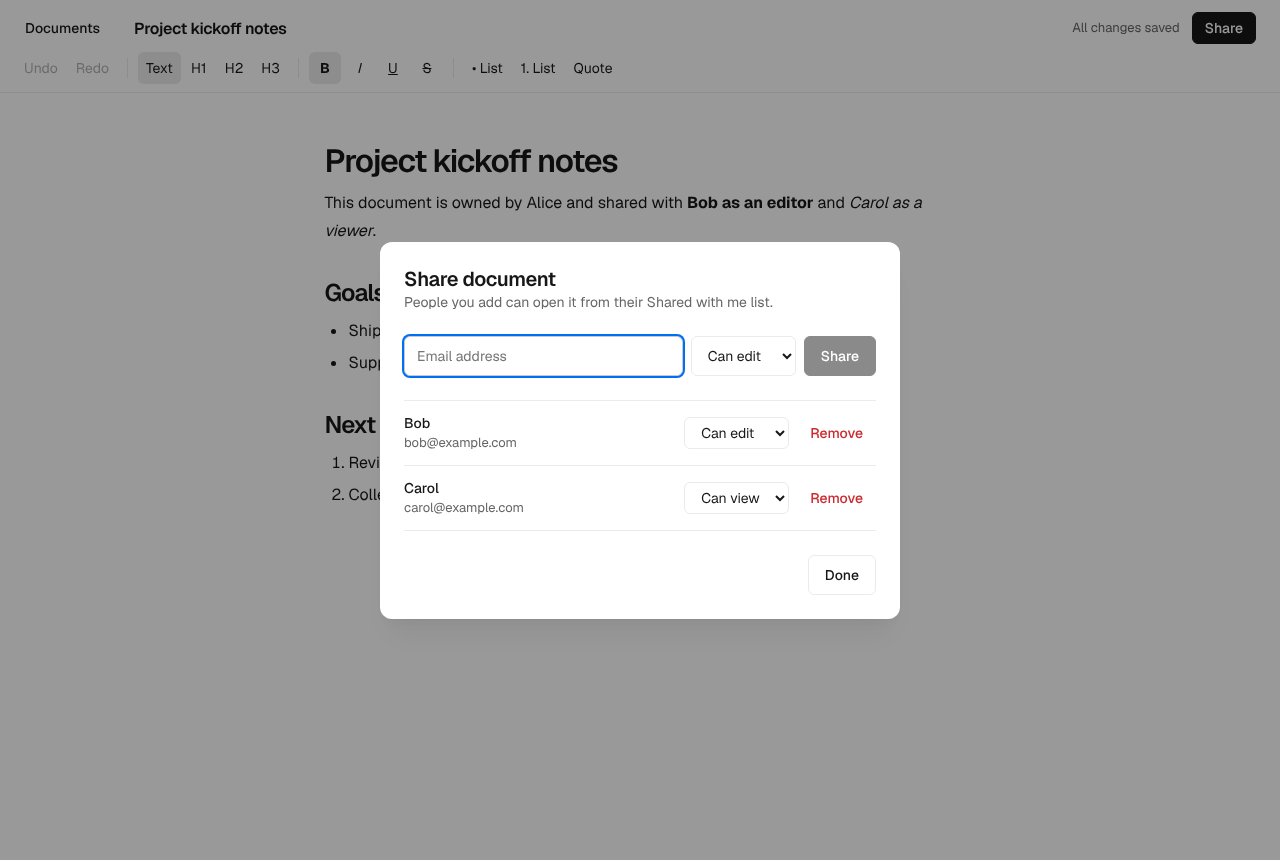 Documents
Project kickoff notes
All changes saved
Share
Undo Redo Text H1 H2 H3 B I U S • List 1. List Quote
Project kickoff notes
This document is owned by Alice and shared with Bob as an editor and Carol as a
viewer.
Share document
People you add can open it from their Shared with me list.
Goals
• Ship
• Supp
Email address
Can edit
Share
Bob
bob@example.com
Can edit
Remove
Next
1. Revi
2. Colle
Carol
carol@example.com
Can view
Remove
Done